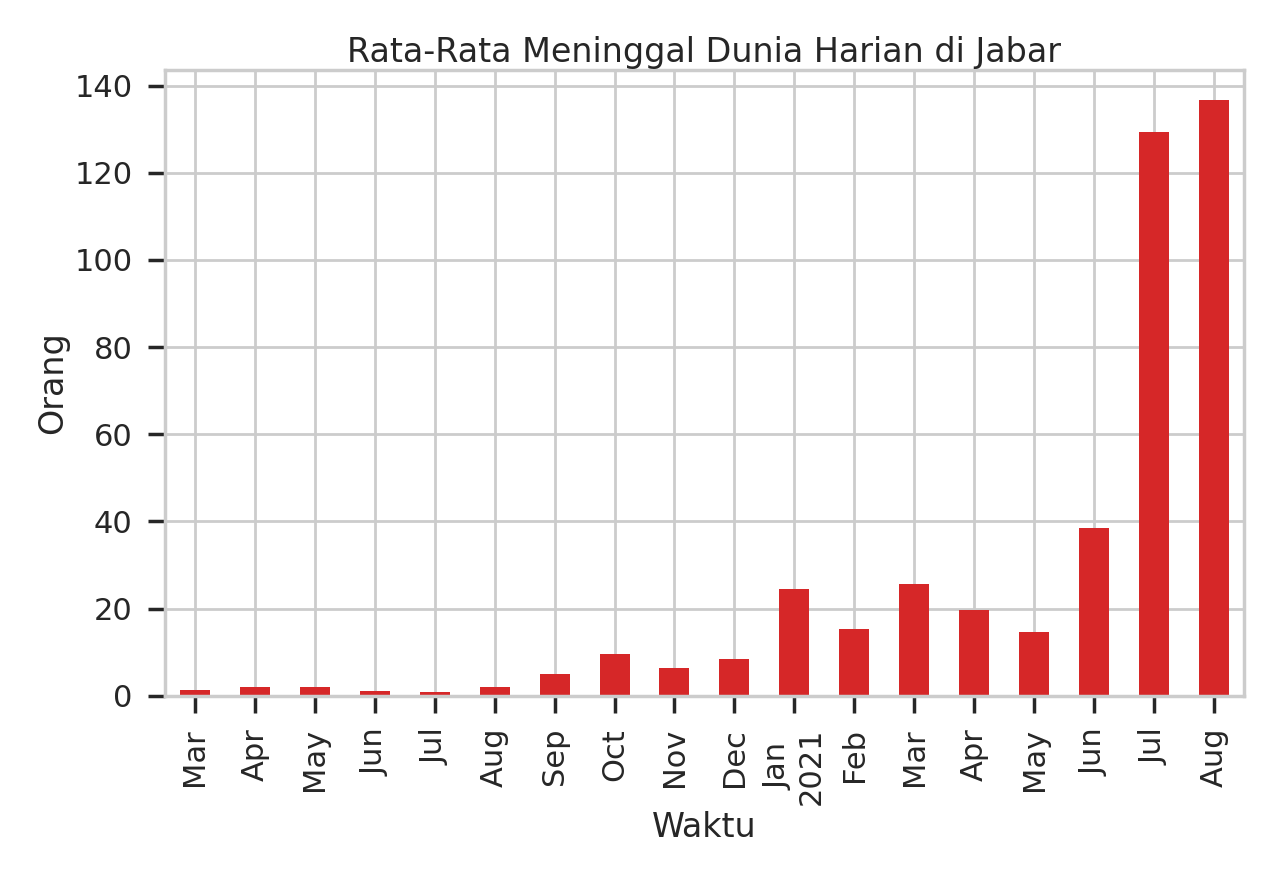 Rata-Rata Meninggal Dunia Harian di Jabar
140
120
100
80
60
40
20
0
Orang
Mar
Apr
May
Jun
Jul
Aug
Sep
Oct
Nov
Dec
Jan
2021
Feb
Mar
Apr
May
Jun
Jul
Aug
Waktu